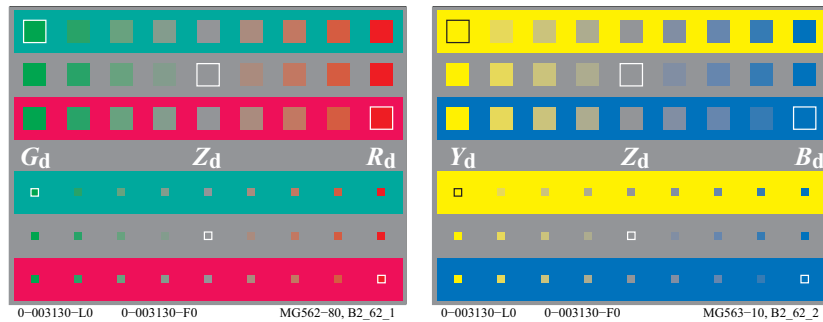 Gd Zd Rd
0−003130−L0 0−003130−F0 MG562−80, B2_62_1
Yd Zd Bd
0−003130−L0 0−003130−F0 MG563−10, B2_62_2